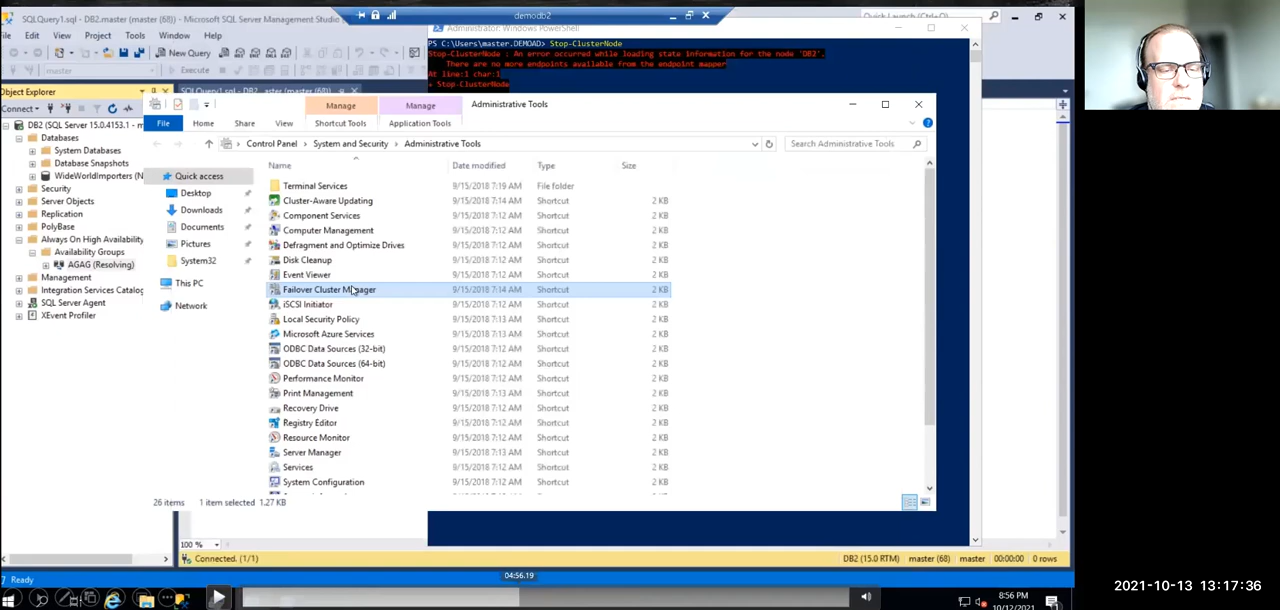 SQLQuery1.sql - DB2.master (master (68)) - Microsoft SQL Server Management Studio
demodb2
Quick Launch (Ctrl+Q)
Edit View Project Tools Window Help
Administrator: Windows PowerShell
PS C:\Users\master.DEMOAD> Stop-ClusterNode
Stop-ClusterNode : An error occurred while loading state information for the node 'DB2'.
There are no more endpoints available from the endpoint mapper
At line:1 char:1
+ Stop-ClusterNode
New Query
master
Execute
Object Explorer
SQLQuery1.sql - DB2
aster (master (68))
Connect
DB2 (SQL Server 15.0.4153.1 - m
Databases
System Databases
Database Snapshots
WideWorldImporters (N
Security
Server Objects
Replication
PolyBase
Always On High Availability
Availability Groups
AGAG (Resolving)
Management
Integration Services Catalog
SQL Server Agent
XEvent Profiler
Manage Manage Administrative Tools
File Home Share View Shortcut Tools Application Tools
Control Panel System and Security Administrative Tools
Search Administrative Tools
Name Date modified Type Size
Quick access
Desktop
Downloads
Documents
Pictures
System32
This PC
Network
Terminal Services 9/15/2018 7:19 AM File folder
Cluster-Aware Updating 9/15/2018 7:14 AM Shortcut 2 KB
Component Services 9/15/2018 7:12 AM Shortcut 2 KB
Computer Management 9/15/2018 7:12 AM Shortcut 2 KB
Defragment and Optimize Drives 9/15/2018 7:12 AM Shortcut 2 KB
Disk Cleanup 9/15/2018 7:12 AM Shortcut 2 KB
Event Viewer 9/15/2018 7:12 AM Shortcut 2 KB
Failover Cluster Manager 9/15/2018 7:14 AM Shortcut 2 KB
iSCSI Initiator 9/15/2018 7:12 AM Shortcut 2 KB
Local Security Policy 9/15/2018 7:13 AM Shortcut 2 KB
Microsoft Azure Services 9/15/2018 7:13 AM Shortcut 2 KB
ODBC Data Sources (32-bit) 9/15/2018 7:12 AM Shortcut 2 KB
ODBC Data Sources (64-bit) 9/15/2018 7:12 AM Shortcut 2 KB
Performance Monitor 9/15/2018 7:12 AM Shortcut 2 KB
Print Management 9/15/2018 7:13 AM Shortcut 2 KB
Recovery Drive 9/15/2018 7:12 AM Shortcut 2 KB
Registry Editor 9/15/2018 7:12 AM Shortcut 2 KB
Resource Monitor 9/15/2018 7:12 AM Shortcut 2 KB
Server Manager 9/15/2018 7:12 AM Shortcut 2 KB
Services 9/15/2018 7:12 AM Shortcut 2 KB
System Configuration 9/15/2018 7:12 AM Shortcut 2 KB
26 items 1 item selected 1.27 KB
100 %
Connected. (1/1)
DB2 (15.0 RTM) master (68) master 00:00:00 0 rows
Ready
04:56.19
8:56 PM
10/12/2021
2021-10-13 13:17:36